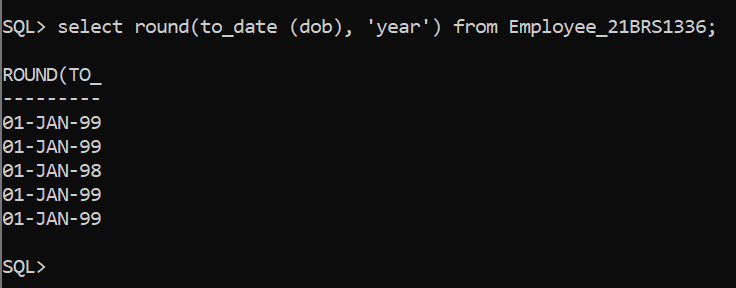 SQL> select round(to_date (dob), 'year') from Employee_21BRS1336;
ROUND(TO_
---------
01-JAN-99
01-JAN-99
01-JAN-98
01-JAN-99
01-JAN-99
SQL>